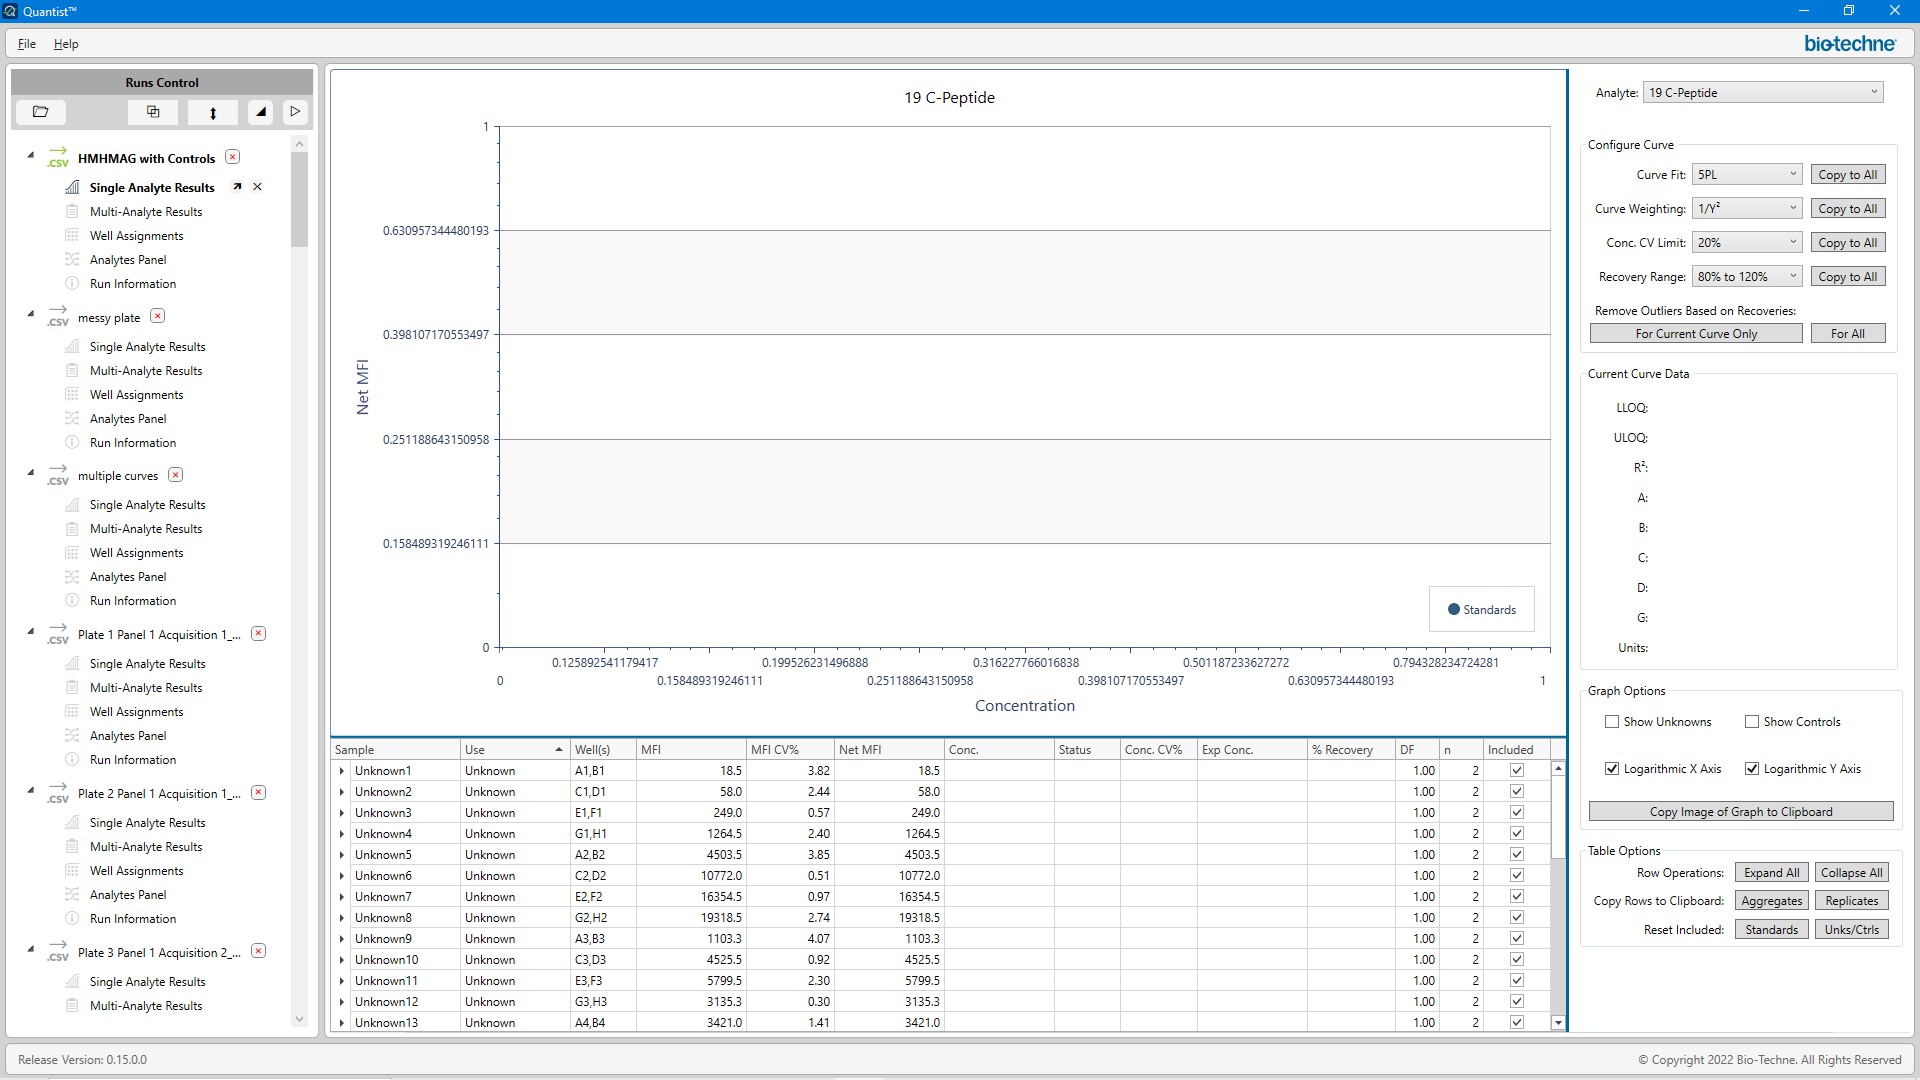 Quantist™
File Help
bio-techne
Runs Control
HMHMAG with Controls
Single Analyte Results
Multi-Analyte Results
Well Assignments
Analytes Panel
Run Information
messy plate
Single Analyte Results
Multi-Analyte Results
Well Assignments
Analytes Panel
Run Information
multiple curves
Single Analyte Results
Multi-Analyte Results
Well Assignments
Analytes Panel
Run Information
Plate 1 Panel 1 Acquisition 1_...
Single Analyte Results
Multi-Analyte Results
Well Assignments
Analytes Panel
Run Information
Plate 2 Panel 1 Acquisition 1_...
Single Analyte Results
Multi-Analyte Results
Well Assignments
Analytes Panel
Run Information
Plate 3 Panel 1 Acquisition 2_...
Single Analyte Results
Multi-Analyte Results
.CSV
.CSV
.CSV
.CSV
.CSV
.CSV
19 C-Peptide
Net MFI
1
0.630957344480193
0.398107170553497
0.251188643150958
0.158489319246111
0
0.125892541179417 0.199526231496888 0.316227766016838 0.501187233627272 0.794328234724281
0 0.158489319246111 0.251188643150958 0.398107170553497 0.630957344480193 1
Concentration
Standards
Sample Use Well(s) MFI MFI CV% Net MFI Conc. Status Conc. CV% Exp Conc. % Recovery DF n Included
Unknown1 Unknown A1,B1 18.5 3.82 18.5 1.00 2
Unknown2 Unknown C1,D1 58.0 2.44 58.0 1.00 2
Unknown3 Unknown E1,F1 249.0 0.57 249.0 1.00 2
Unknown4 Unknown G1,H1 1264.5 2.40 1264.5 1.00 2
Unknown5 Unknown A2,B2 4503.5 3.85 4503.5 1.00 2
Unknown6 Unknown C2,D2 10772.0 0.51 10772.0 1.00 2
Unknown7 Unknown E2,F2 16354.5 0.97 16354.5 1.00 2
Unknown8 Unknown G2,H2 19318.5 2.74 19318.5 1.00 2
Unknown9 Unknown A3,B3 1103.3 4.07 1103.3 1.00 2
Unknown10 Unknown C3,D3 4525.5 0.92 4525.5 1.00 2
Unknown11 Unknown E3,F3 5799.5 2.30 5799.5 1.00 2
Unknown12 Unknown G3,H3 3135.3 0.30 3135.3 1.00 2
Unknown13 Unknown A4,B4 3421.0 1.41 3421.0 1.00 2
Analyte: 19 C-Peptide
Configure Curve
Curve Fit: 5PL Copy to All
Curve Weighting: 1/Y² Copy to All
Conc. CV Limit: 20% Copy to All
Recovery Range: 80% to 120% Copy to All
Remove Outliers Based on Recoveries:
For Current Curve Only For All
Current Curve Data
LLOQ:
ULOQ:
R²:
A:
B:
C:
D:
G:
Units:
Graph Options
Show Unknowns Show Controls
Logarithmic X Axis Logarithmic Y Axis
Copy Image of Graph to Clipboard
Table Options
Row Operations: Expand All Collapse All
Copy Rows to Clipboard: Aggregates Replicates
Reset Included: Standards Unks/Ctrls
Release Version: 0.15.0.0
© Copyright 2022 Bio-Techne. All Rights Reserved